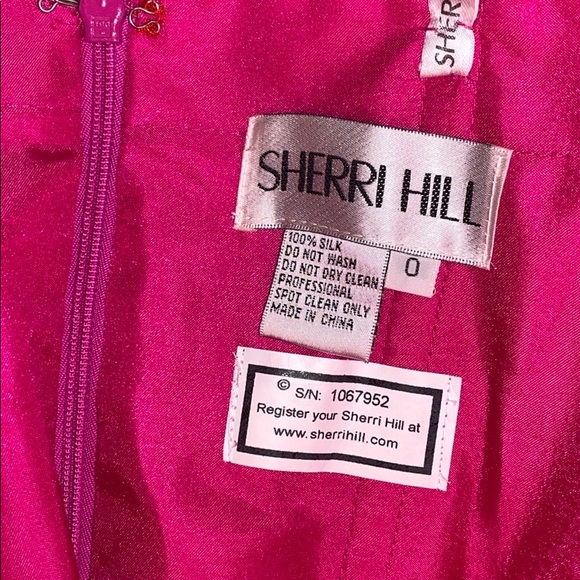 SHER
SHERRI HILL
100% SILK
DO NOT WASH
DO NOT DRY CLEAN
PROFESSIONAL
SPOT CLEAN ONLY
MADE IN CHINA
0
© S/N: 1067952
Register your Sherri Hill at
www.sherrihill.com